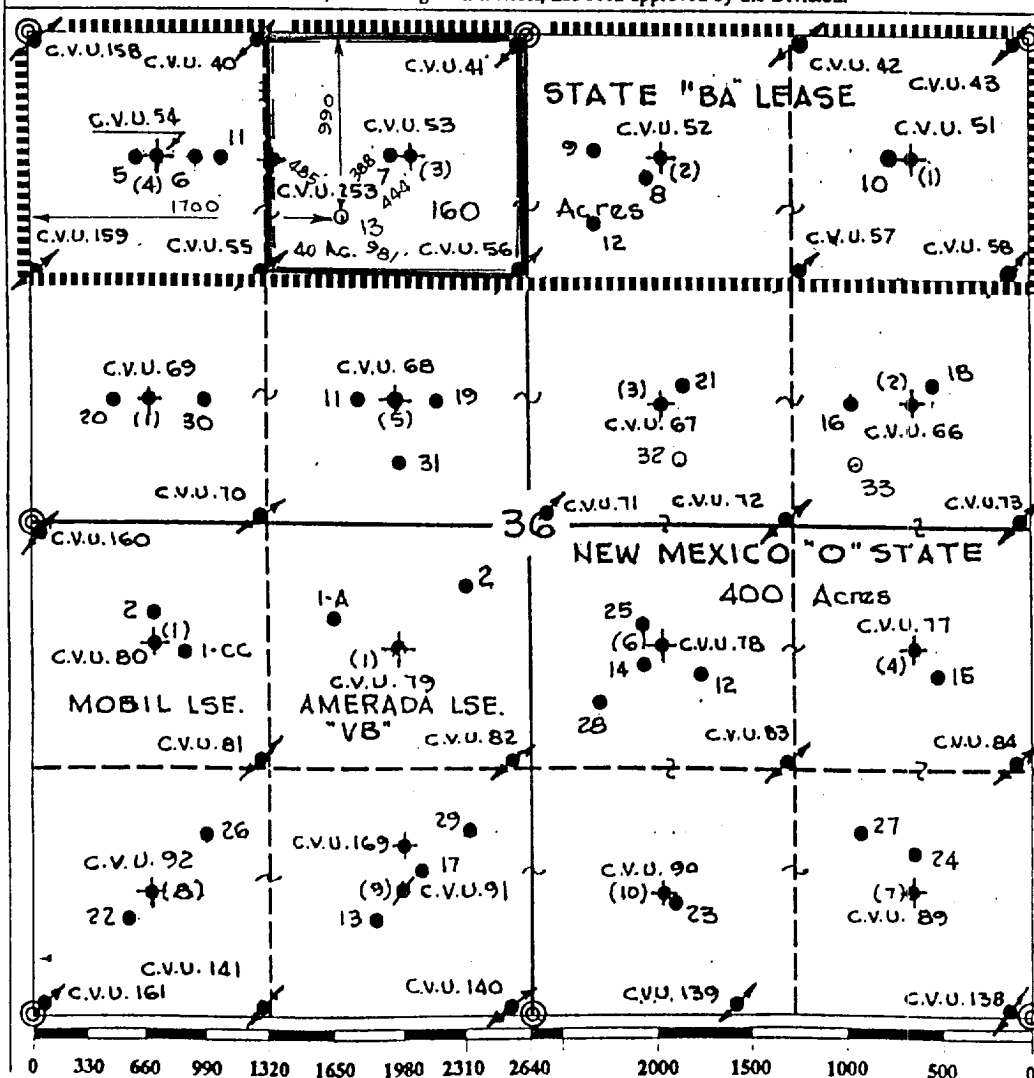 C.V.U. 158 C.V.U. 40 C.V.U. 41 C.V.U. 42 C.V.U. 43
990
STATE "BA" LEASE
C.V.U. 54 C.V.U. 53 C.V.U. 52 C.V.U. 51
11 9 (2) 10 (1)
5 (4) 6 485' 388' 7 (3) 8
C.V.U. 253 444'
1700' 13 160 Acres
12
C.V.U. 159 C.V.U. 55 40 Ac. C.V.U. 56 C.V.U. 57 C.V.U. 58
C.V.U. 69 C.V.U. 68 (3) 21 (2) 18
20 (1) 30 11 (5) 19 C.V.U. 67 16 C.V.U. 66
31 32 33
C.V.U. 70 C.V.U. 71 C.V.U. 72 C.V.U. 73
36
C.V.U. 160
NEW MEXICO "O" STATE
400 Acres
2 1-A 2 25 C.V.U. 77
(1) (6) C.V.U. 78 (4)
C.V.U. 80 1-CC (1) 14 12 15
C.V.U. 79 28
MOBIL LSE. AMERADA LSE.
"VB"
C.V.U. 81 C.V.U. 82 C.V.U. 83 C.V.U. 84
26 29 27
C.V.U. 169 24
C.V.U. 92 17 C.V.U. 90
(8) (9) C.V.U. 91 (10) (7)
22 13 23 C.V.U. 89
C.V.U. 141 C.V.U. 140 C.V.U. 139 C.V.U. 138
C.V.U. 161
0 330 660 990 1320 1650 1980 2310 2640 2000 1500 1000 500 0